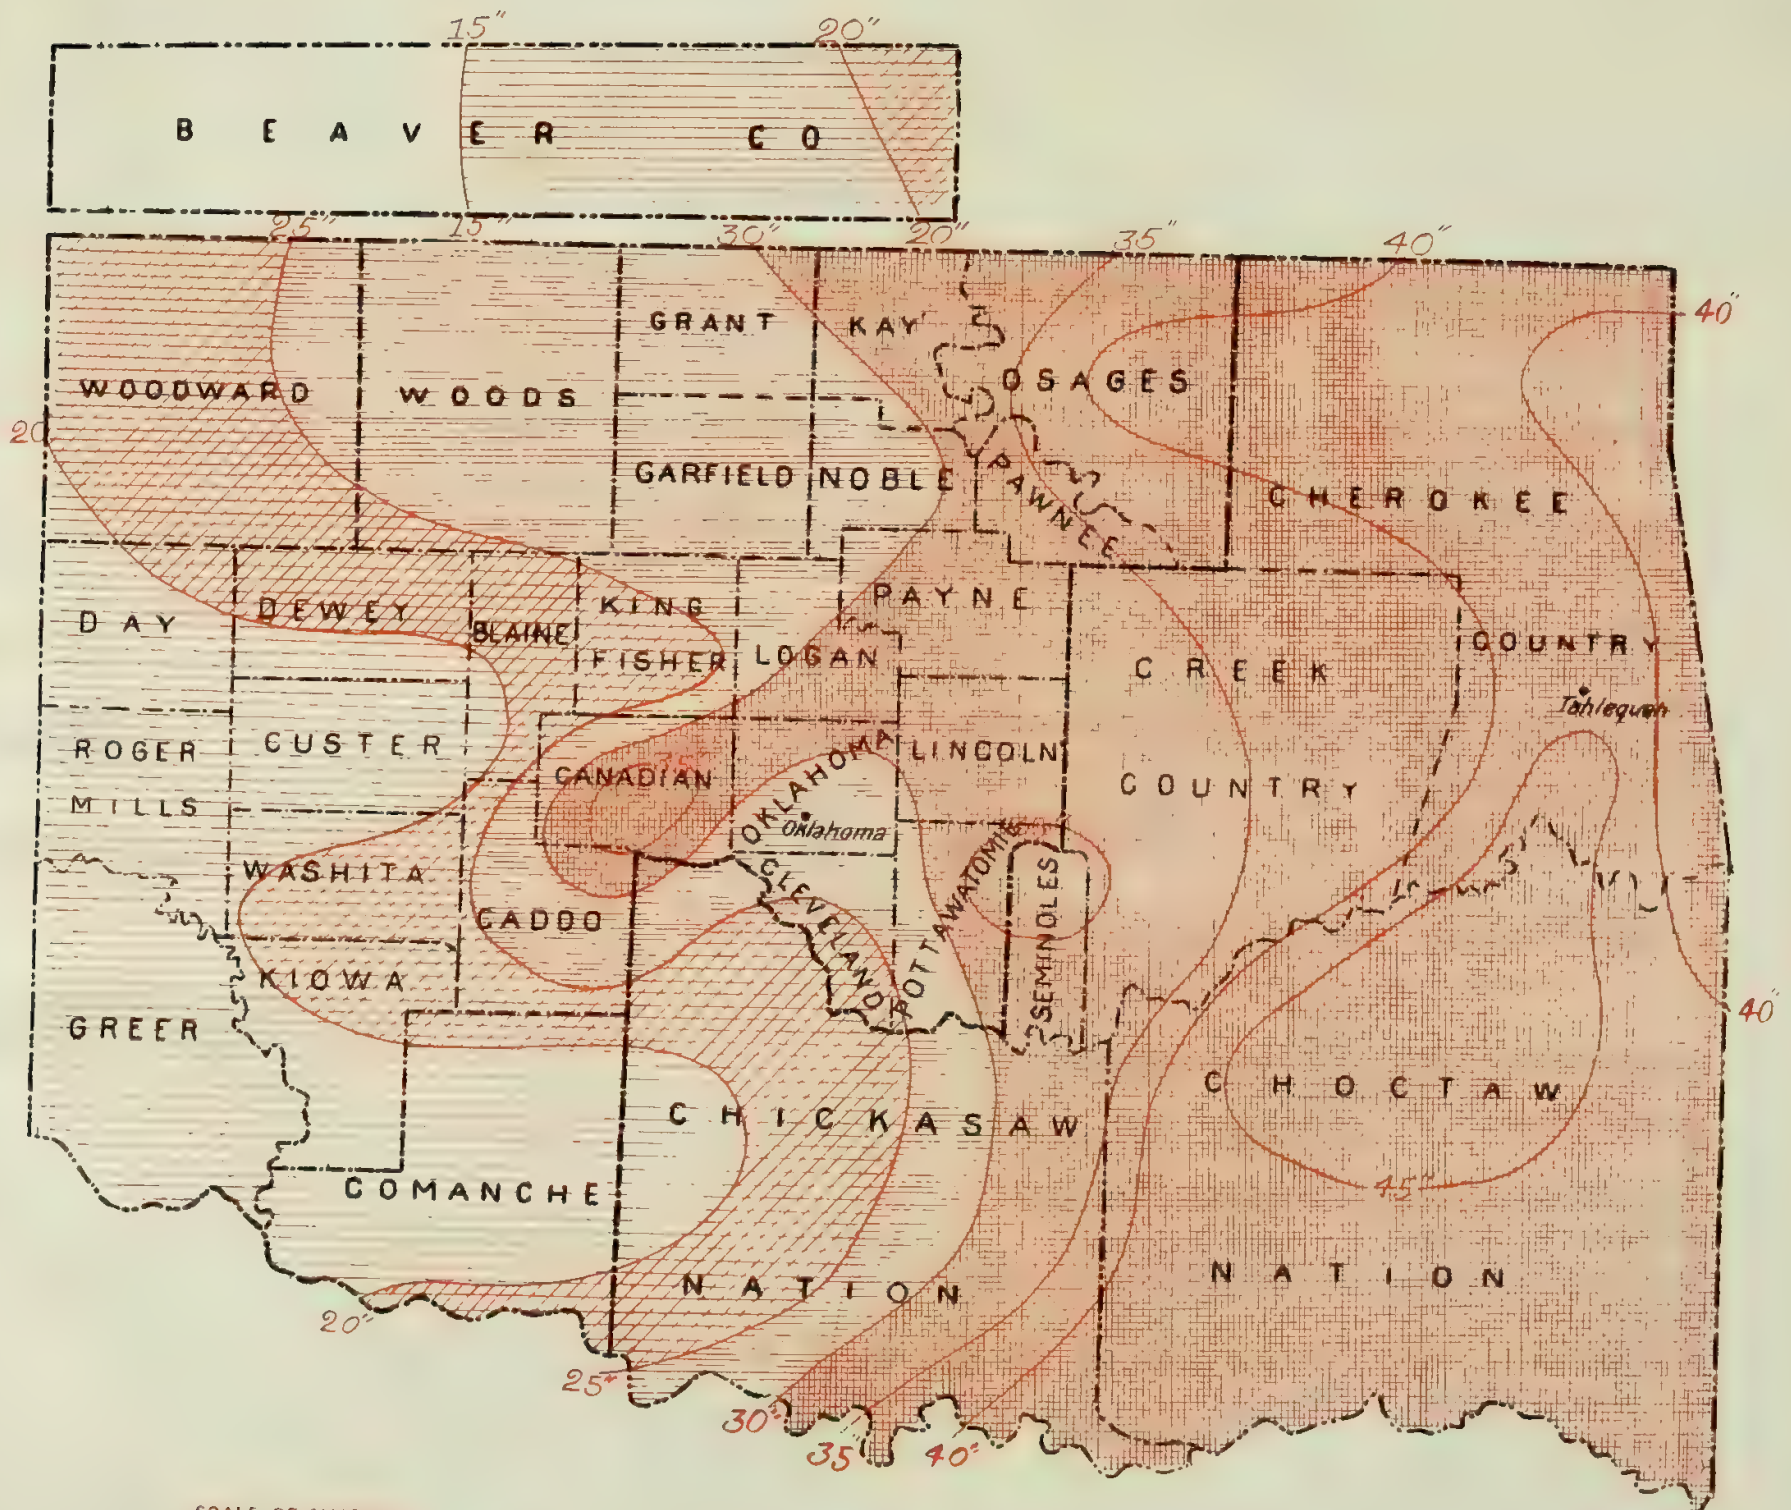 15" 20"
BEAVER CO
25" 15" 30" 20" 35" 40"
40"
GRANT KAY
OSAGES
WOODWARD WOODS
20
GARFIELD NOBLE
PAWNEE
CHEROKEE
COUNTRY
DAY DEWEY BLAINE
KING
FISHER
LOGAN PAYNE
CREEK
COUNTRY
Tahlequah
ROGER
MILLS
CUSTER
CANADIAN
OKLAHOMA
Oklahoma
LINCOLN
WASHITA
CADDO
CLEVELAND
POTTAWATOMIE
SEMINOLES
KIOWA
GREER
40"
CHICKASAW
NATION
CHOCTAW
NATION
45"
COMANCHE
20"
25"
30"
35
40"